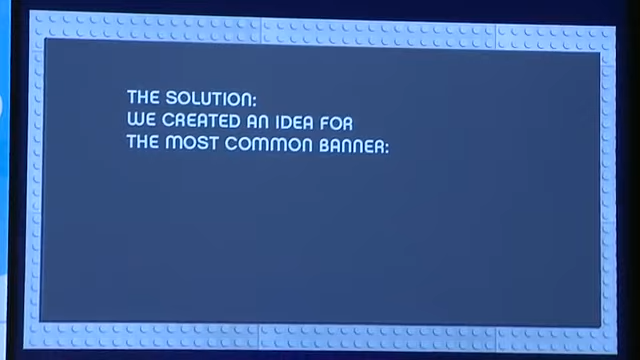 THE SOLUTION:
WE CREATED AN IDEA FOR
THE MOST COMMON BANNER: